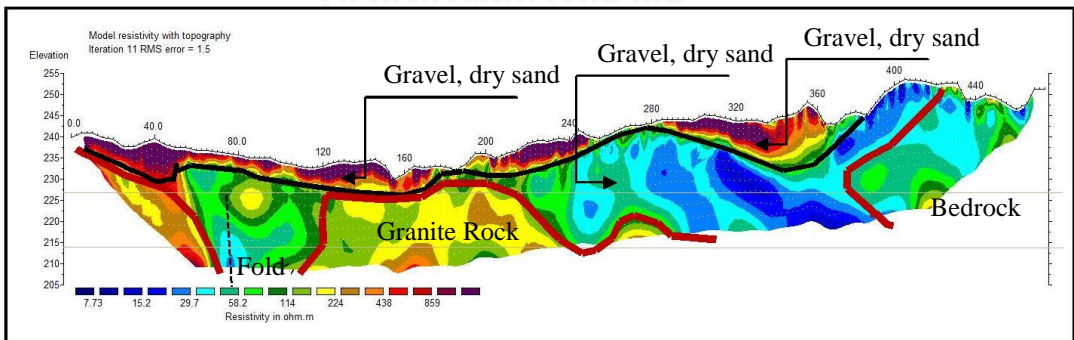 Model resistivity with topography
Iteration 11 RMS error = 1.5
Elevation
Gravel, dry sand
Gravel, dry sand
Gravel, dry sand
255
250
245
240
235
230
225
220
215
210
205
0.0
40.0
80.0
120
160
200
240
280
320
360
400
440
Granite Rock
Bedrock
Fold
7.73 15.2 29.7 58.2 114 224 438 859
Resistivity in ohm.m